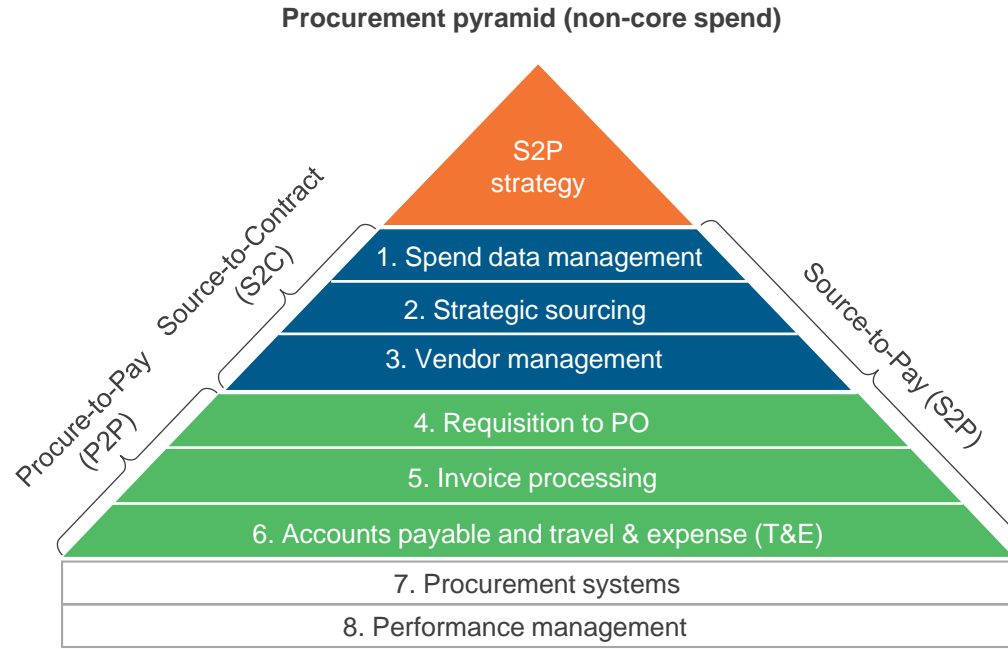 Procurement pyramid (non-core spend)
S2P
strategy
Source-to-Contract
(S2C)
1. Spend data management
2. Strategic sourcing
3. Vendor management
Source-to-Pay (S2P)
Procure-to-Pay
(P2P)
4. Requisition to PO
5. Invoice processing
6. Accounts payable and travel & expense (T&E)
7. Procurement systems
8. Performance management